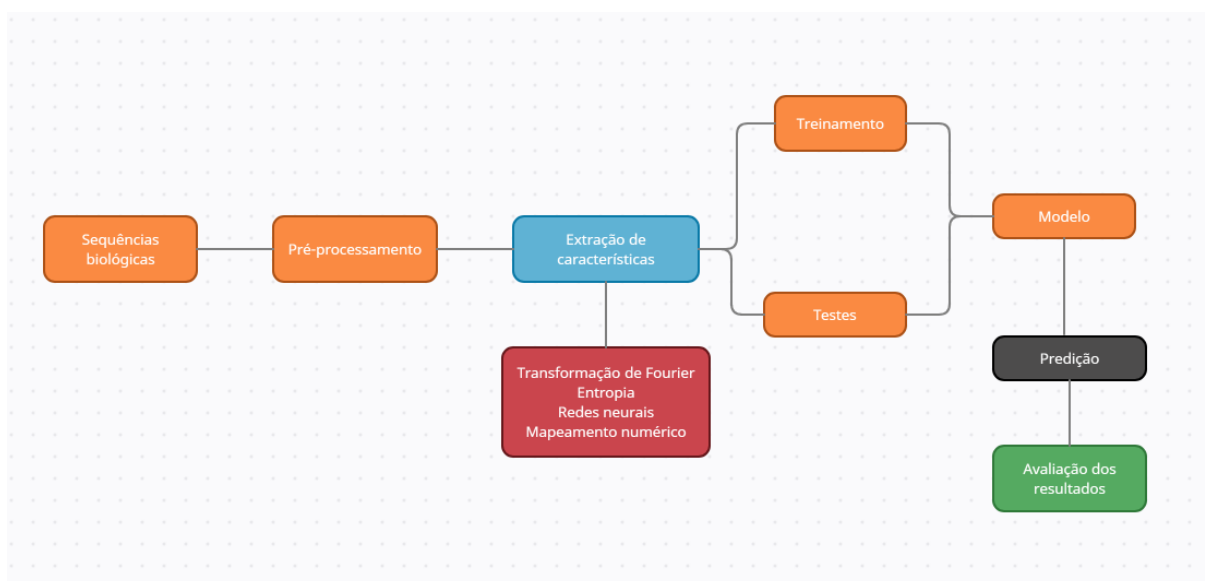 Sequências
biológicas
Pré-processamento
Extração de
características
Transformação de Fourier
Entropia
Redes neurais
Mapeamento numérico
Treinamento
Testes
Modelo
Predição
Avaliação dos
resultados